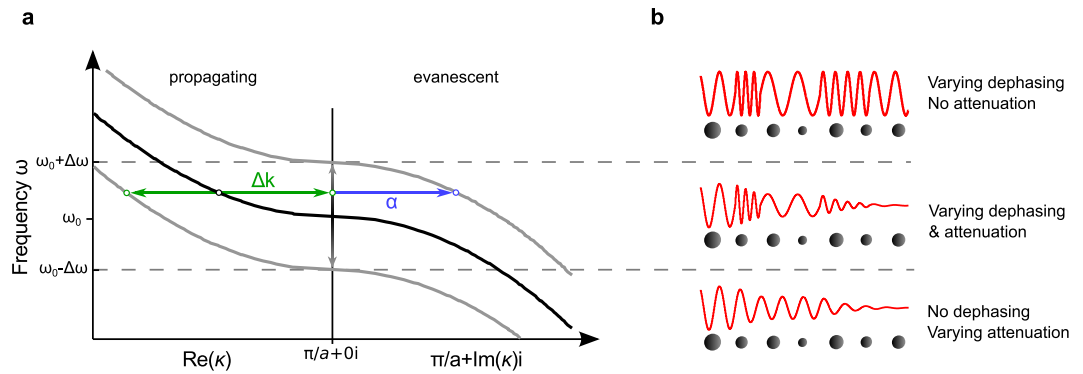 a
propagating
evanescent
ω₀+Δω
Δk
α
Frequency ω
ω₀
ω₀-Δω
Re(κ)
π/a+0i
π/a+Im(κ)i
b
Varying dephasing
No attenuation
Varying dephasing
& attenuation
No dephasing
Varying attenuation